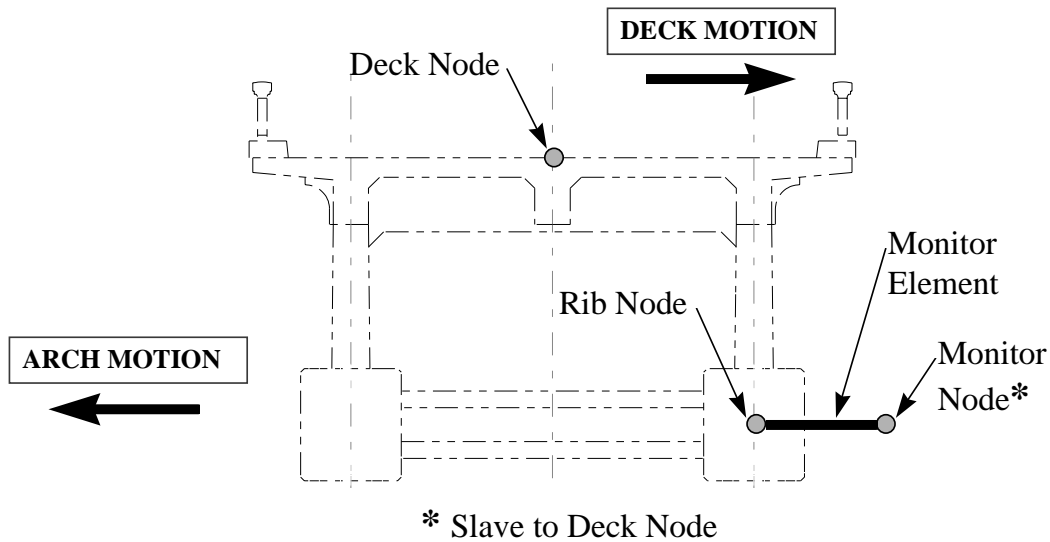 DECK MOTION
Deck Node
Monitor
Element
Rib Node
ARCH MOTION
Monitor
Node*
* Slave to Deck Node